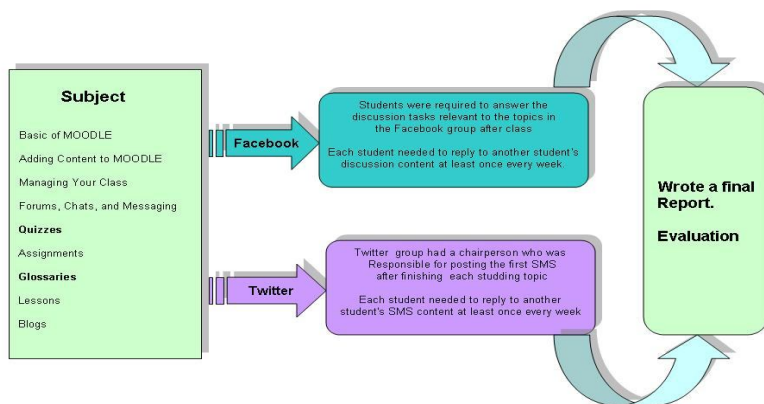 Subject
Basic of MOODLE
Adding Content to MOODLE
Managing Your Class
Forums, Chats, and Messaging
Quizzes
Assignments
Glossaries
Lessons
Blogs
Facebook
Students were required to answer the
discussion tasks relevant to the topics in
the Facebook group after class
Each student needed to reply to another student's
discussion content at least once every week.
Twitter
Twitter group had a chairperson who was
Responsible for posting the first SMS
after finishing each studding topic
Each student needed to reply to another
student's SMS content at least once every week
Wrote a final
Report.
Evaluation